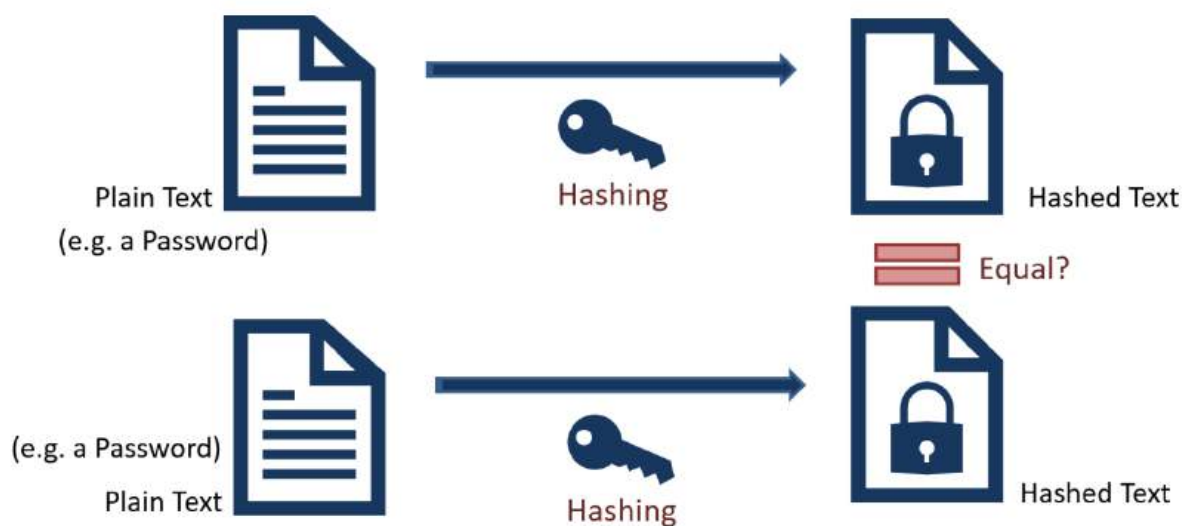 Plain Text
(e.g. a Password)
Hashing
Hashed Text
Equal?
(e.g. a Password)
Plain Text
Hashing
Hashed Text